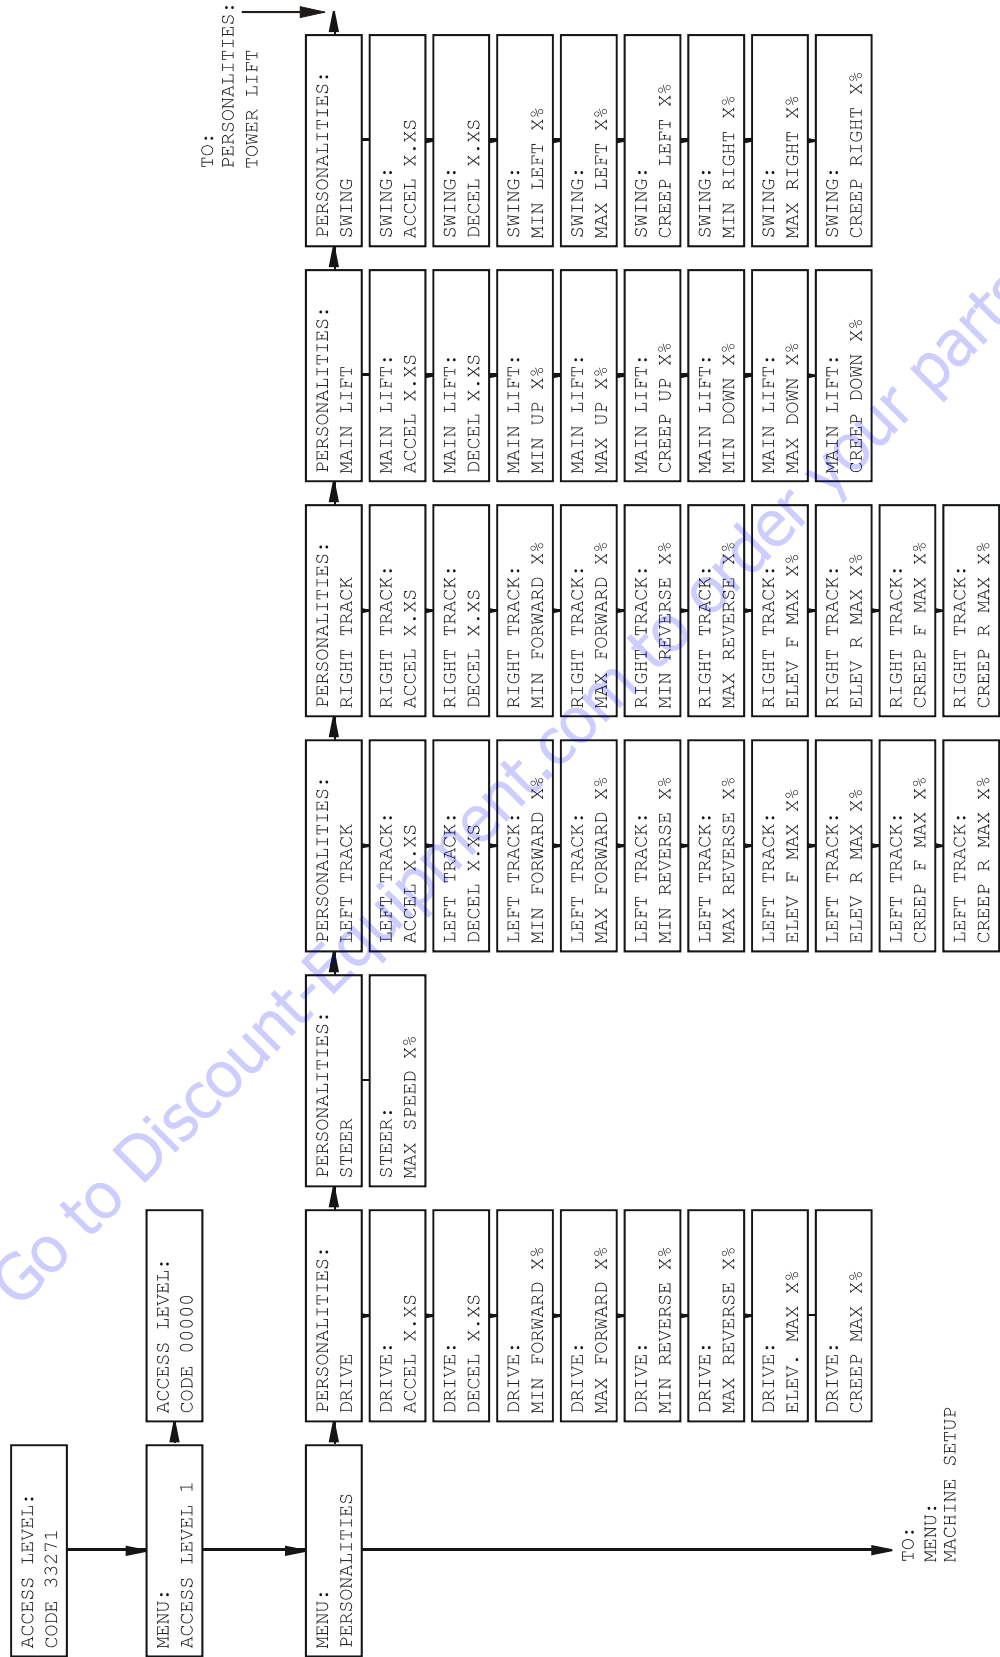 ACCESS LEVEL:
CODE 33271
MENU:
ACCESS LEVEL 1
ACCESS LEVEL:
CODE 00000
MENU:
PERSONALITIES
TO:
MENU:
MACHINE SETUP
PERSONALITIES:
DRIVE
DRIVE:
ACCEL X.XS
DRIVE:
DECEL X.XS
DRIVE:
MIN FORWARD X%
DRIVE:
MAX FORWARD X%
DRIVE:
MIN REVERSE X%
DRIVE:
MAX REVERSE X%
DRIVE:
ELEV. MAX X%
DRIVE:
CREEP MAX X%
PERSONALITIES:
STEER
STEER:
MAX SPEED X%
PERSONALITIES:
LEFT TRACK
LEFT TRACK:
ACCEL X.XS
LEFT TRACK:
DECEL X.XS
LEFT TRACK:
MIN FORWARD X%
LEFT TRACK:
MAX FORWARD X%
LEFT TRACK:
MIN REVERSE X%
LEFT TRACK:
MAX REVERSE X%
LEFT TRACK:
ELEV F MAX X%
LEFT TRACK:
ELEV R MAX X%
LEFT TRACK:
CREEP F MAX X%
LEFT TRACK:
CREEP R MAX X%
PERSONALITIES:
RIGHT TRACK
RIGHT TRACK:
ACCEL X.XS
RIGHT TRACK:
DECEL X.XS
RIGHT TRACK:
MIN FORWARD X%
RIGHT TRACK:
MAX FORWARD X%
RIGHT TRACK:
MIN REVERSE X%
RIGHT TRACK:
MAX REVERSE X%
RIGHT TRACK:
ELEV F MAX X%
RIGHT TRACK:
ELEV R MAX X%
RIGHT TRACK:
CREEP F MAX X%
RIGHT TRACK:
CREEP R MAX X%
PERSONALITIES:
MAIN LIFT
MAIN LIFT:
ACCEL X.XS
MAIN LIFT:
DECEL X.XS
MAIN LIFT:
MIN UP X%
MAIN LIFT:
MAX UP X%
MAIN LIFT:
CREEP UP X%
MAIN LIFT:
MIN DOWN X%
MAIN LIFT:
MAX DOWN X%
MAIN LIFT:
CREEP DOWN X%
PERSONALITIES:
SWING
SWING:
ACCEL X.XS
SWING:
DECEL X.XS
SWING:
MIN LEFT X%
SWING:
MAX LEFT X%
SWING:
CREEP LEFT X%
SWING:
MIN RIGHT X%
SWING:
MAX RIGHT X%
SWING:
CREEP RIGHT X%
TO:
PERSONALITIES:
TOWER LIFT
Go to Discount-Equipment.com to order your parts